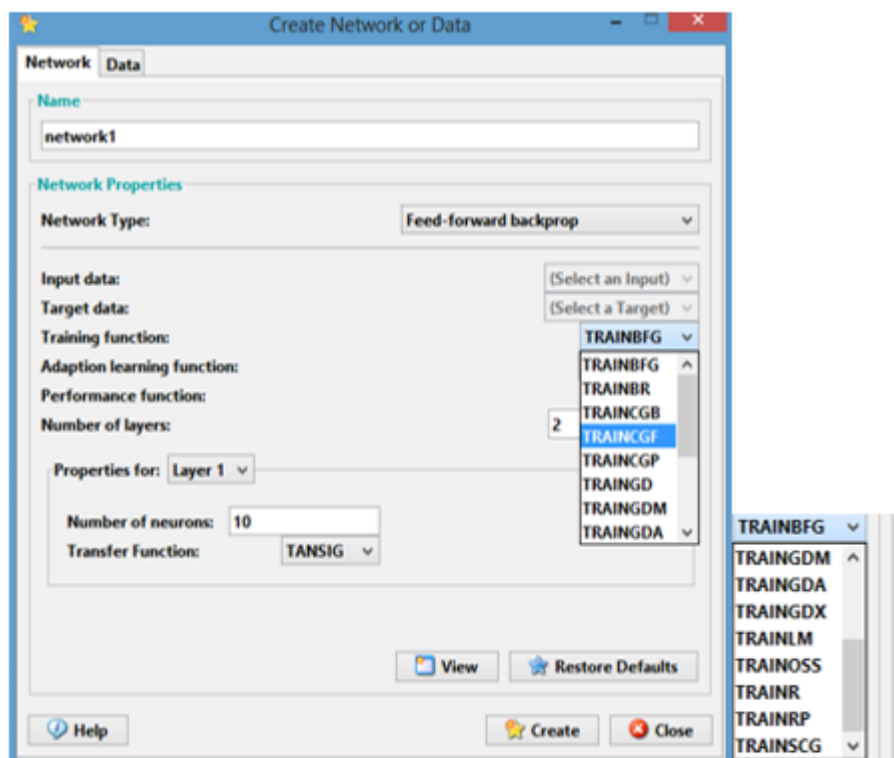 Create Network or Data
Network Data
Name
network1
Network Properties
Network Type: Feed-forward backprop
Input data: (Select an Input)
Target data: (Select a Target)
Training function: TRAINBFG
Adaption learning function:
Performance function:
Number of layers: 2
TRAINBFG
TRAINBR
TRAINCGB
TRAINCGF
TRAINCGP
TRAINGD
TRAINGDM
TRAINGDA
Properties for: Layer 1
Number of neurons: 10
Transfer Function: TANSIG
View Restore Defaults
Help Create Close
TRAINBFG
TRAINGDM
TRAINGDA
TRAINGDX
TRAINLM
TRAINOSS
TRAINR
TRAINRP
TRAINSCG